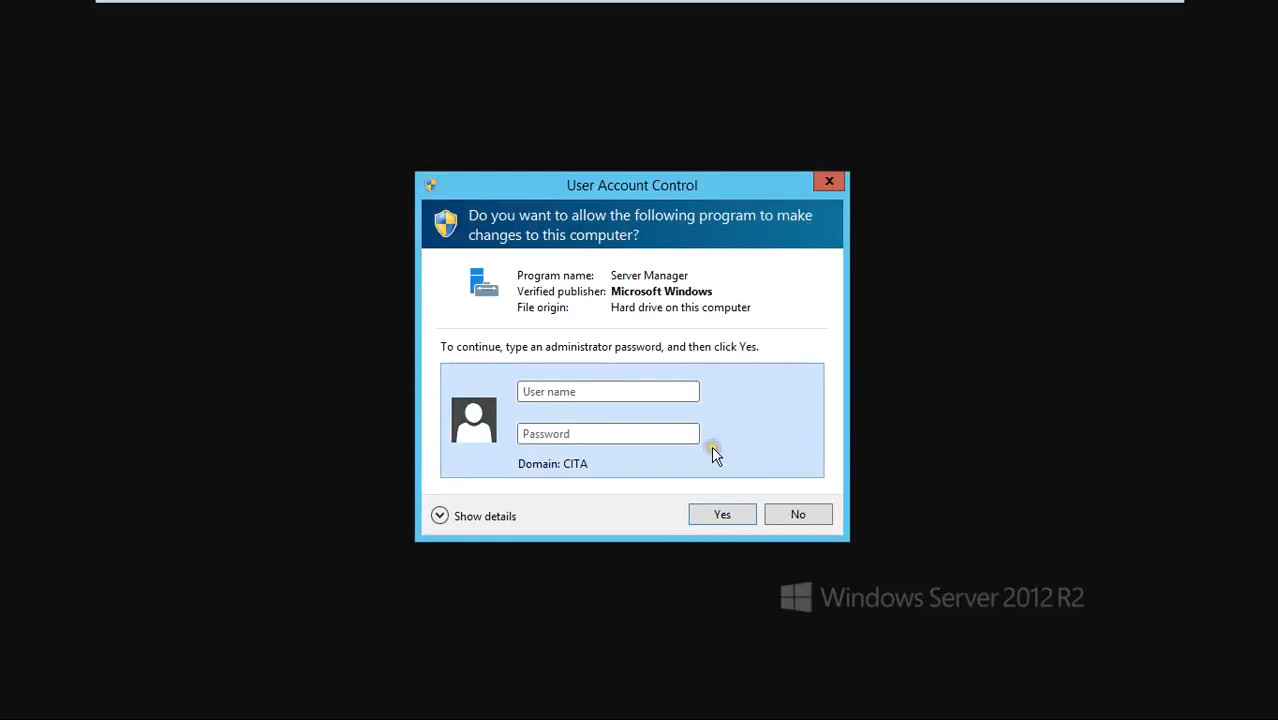 User Account Control
x
Do you want to allow the following program to make
changes to this computer?
Program name: Server Manager
Verified publisher: Microsoft Windows
File origin: Hard drive on this computer
To continue, type an administrator password, and then click Yes.
User name
Password
Domain: CITA
Show details
Yes
No
Windows Server 2012 R2